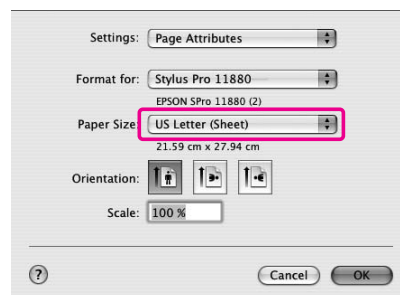 Settings: Page Attributes
Format for: Stylus Pro 11880
EPSON SPro 11880 (2)
Paper Size: US Letter (Sheet)
21.59 cm x 27.94 cm
Orientation:
Scale: 100 %
? Cancel OK